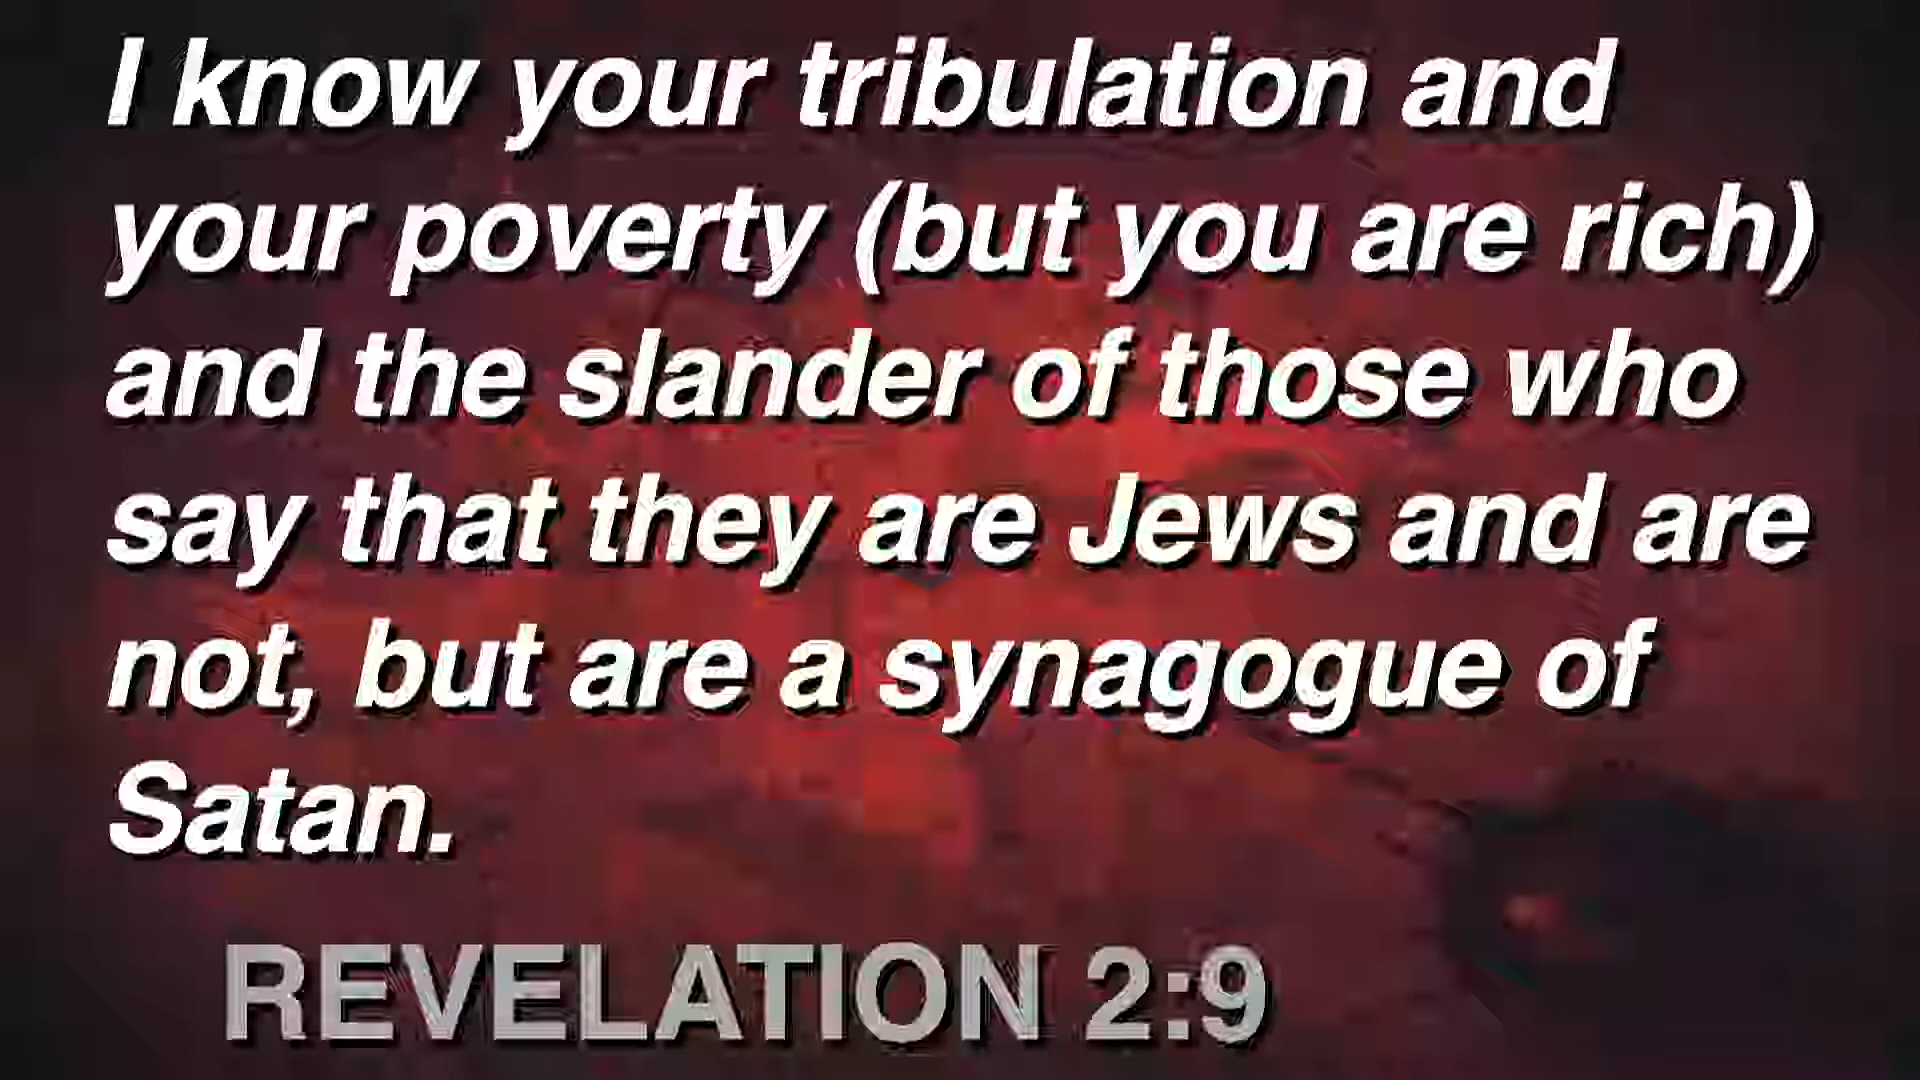 I know your tribulation and
your poverty (but you are rich)
and the slander of those who
say that they are Jews and are
not, but are a synagogue of
Satan.
REVELATION 2:9